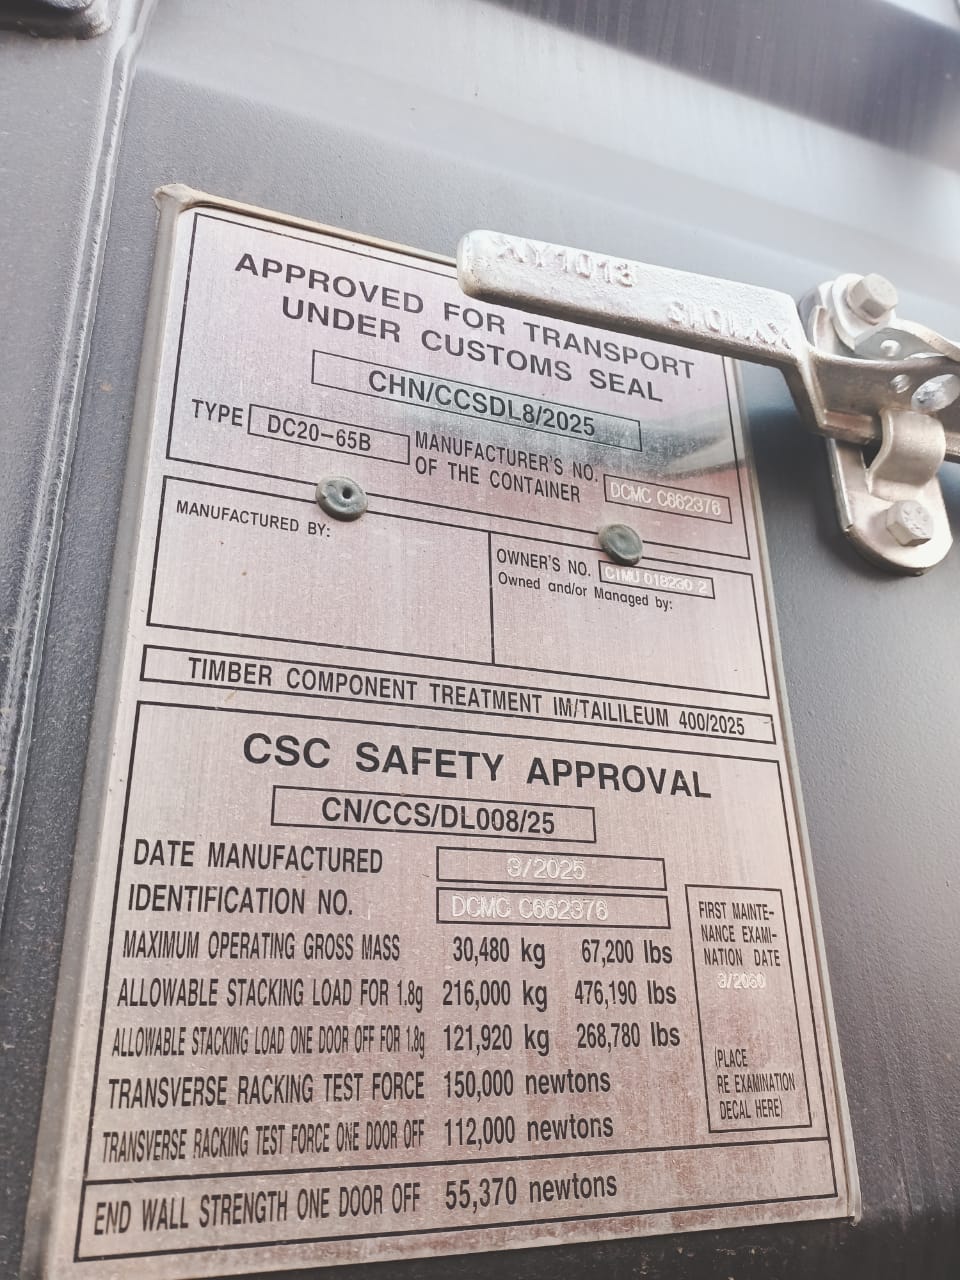 XY1013
APPROVED FOR TRANSPORT
UNDER CUSTOMS SEAL
CHN/CCSDL8/2025
TYPE DC20-65B
MANUFACTURER'S NO.
OF THE CONTAINER
DCMC C662376
MANUFACTURED BY:
OWNER'S NO.
018230 2
Owned and/or Managed by:
TIMBER COMPONENT TREATMENT IM/TAILILEUM 400/2025
CSC SAFETY APPROVAL
CN/CCS/DL008/25
DATE MANUFACTURED 3/2025
IDENTIFICATION NO. DCMC C662376
MAXIMUM OPERATING GROSS MASS 30,480 kg 67,200 lbs
ALLOWABLE STACKING LOAD FOR 1.8g 216,000 kg 476,190 lbs
ALLOWABLE STACKING LOAD ONE DOOR OFF FOR 1.8g 121,920 kg 268,780 lbs
TRANSVERSE RACKING TEST FORCE 150,000 newtons
TRANSVERSE RACKING TEST FORCE ONE DOOR OFF 112,000 newtons
END WALL STRENGTH ONE DOOR OFF 55,370 newtons
FIRST MAINTE-
NANCE EXAMI-
NATION DATE
(PLACE
RE EXAMINATION
DECAL HERE)